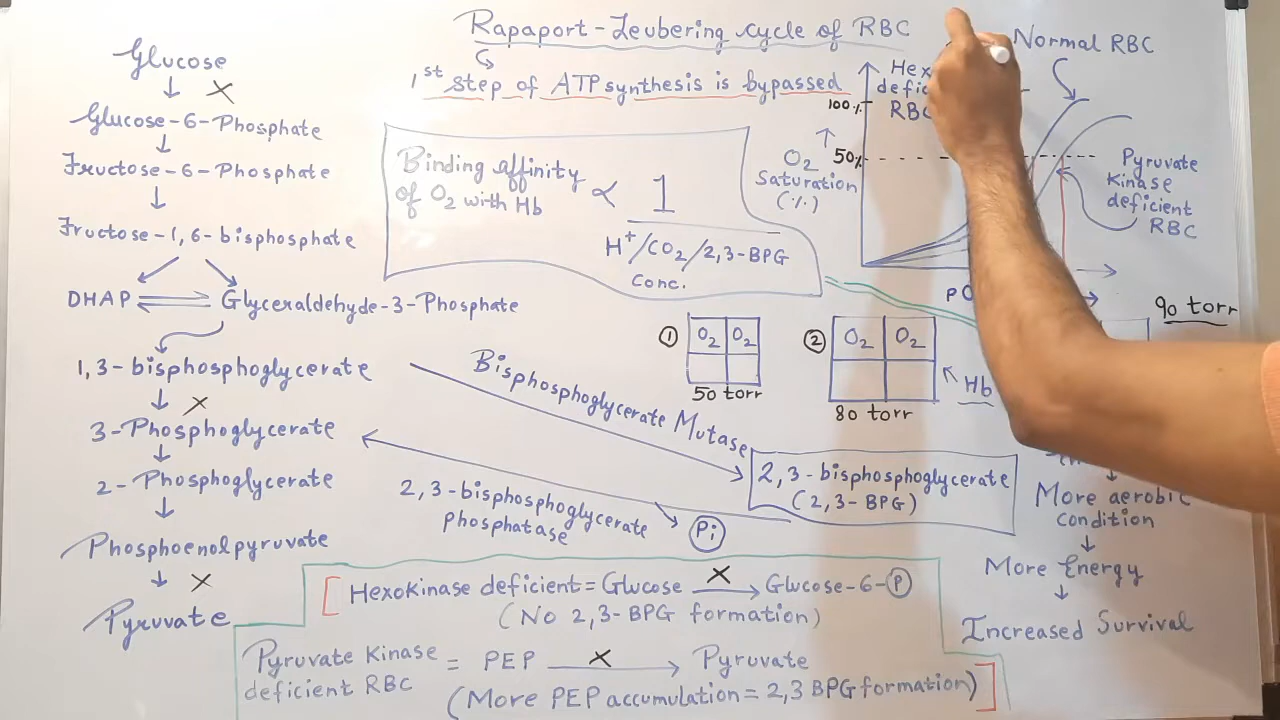 Rapaport-Leubering cycle of RBC
1st step of ATP synthesis is bypassed
Glucose
X
Glucose-6-Phosphate
Fructose-6-Phosphate
Fructose-1,6-bisphosphate
DHAP
Glyceraldehyde-3-Phosphate
1,3-bisphosphoglycerate
X
3-Phosphoglycerate
2-Phosphoglycerate
Phosphoenolpyruvate
X
Pyruvate
Binding affinity
of O2 with Hb
∝ 1
H+/CO2/2,3-BPG
Conc.
Normal RBC
RBC
100%
O2
Saturation
(%)
50%
Pyruvate
Kinase
deficient
RBC
90 torr
1
O2 O2
50 torr
2
O2 O2
80 torr
Hb
Bisphosphoglycerate Mutase
2,3-bisphosphoglycerate
(2,3-BPG)
2,3-bisphosphoglycerate
phosphatase
Pi
More aerobic
condition
More Energy
Increased Survival
[Hexokinase deficient = Glucose X Glucose-6-P
(No 2,3-BPG formation)
Pyruvate Kinase
deficient RBC
= PEP X Pyruvate
(More PEP accumulation = 2,3 BPG formation)]